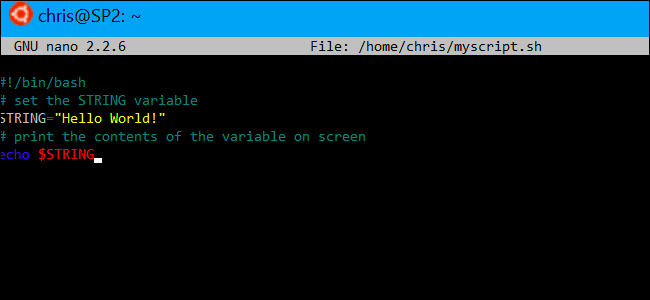 chris@SP2: ~
GNU nano 2.2.6 File: /home/chris/myscript.sh
#!/bin/bash
# set the STRING variable
STRING="Hello World!"
# print the contents of the variable on screen
echo $STRING